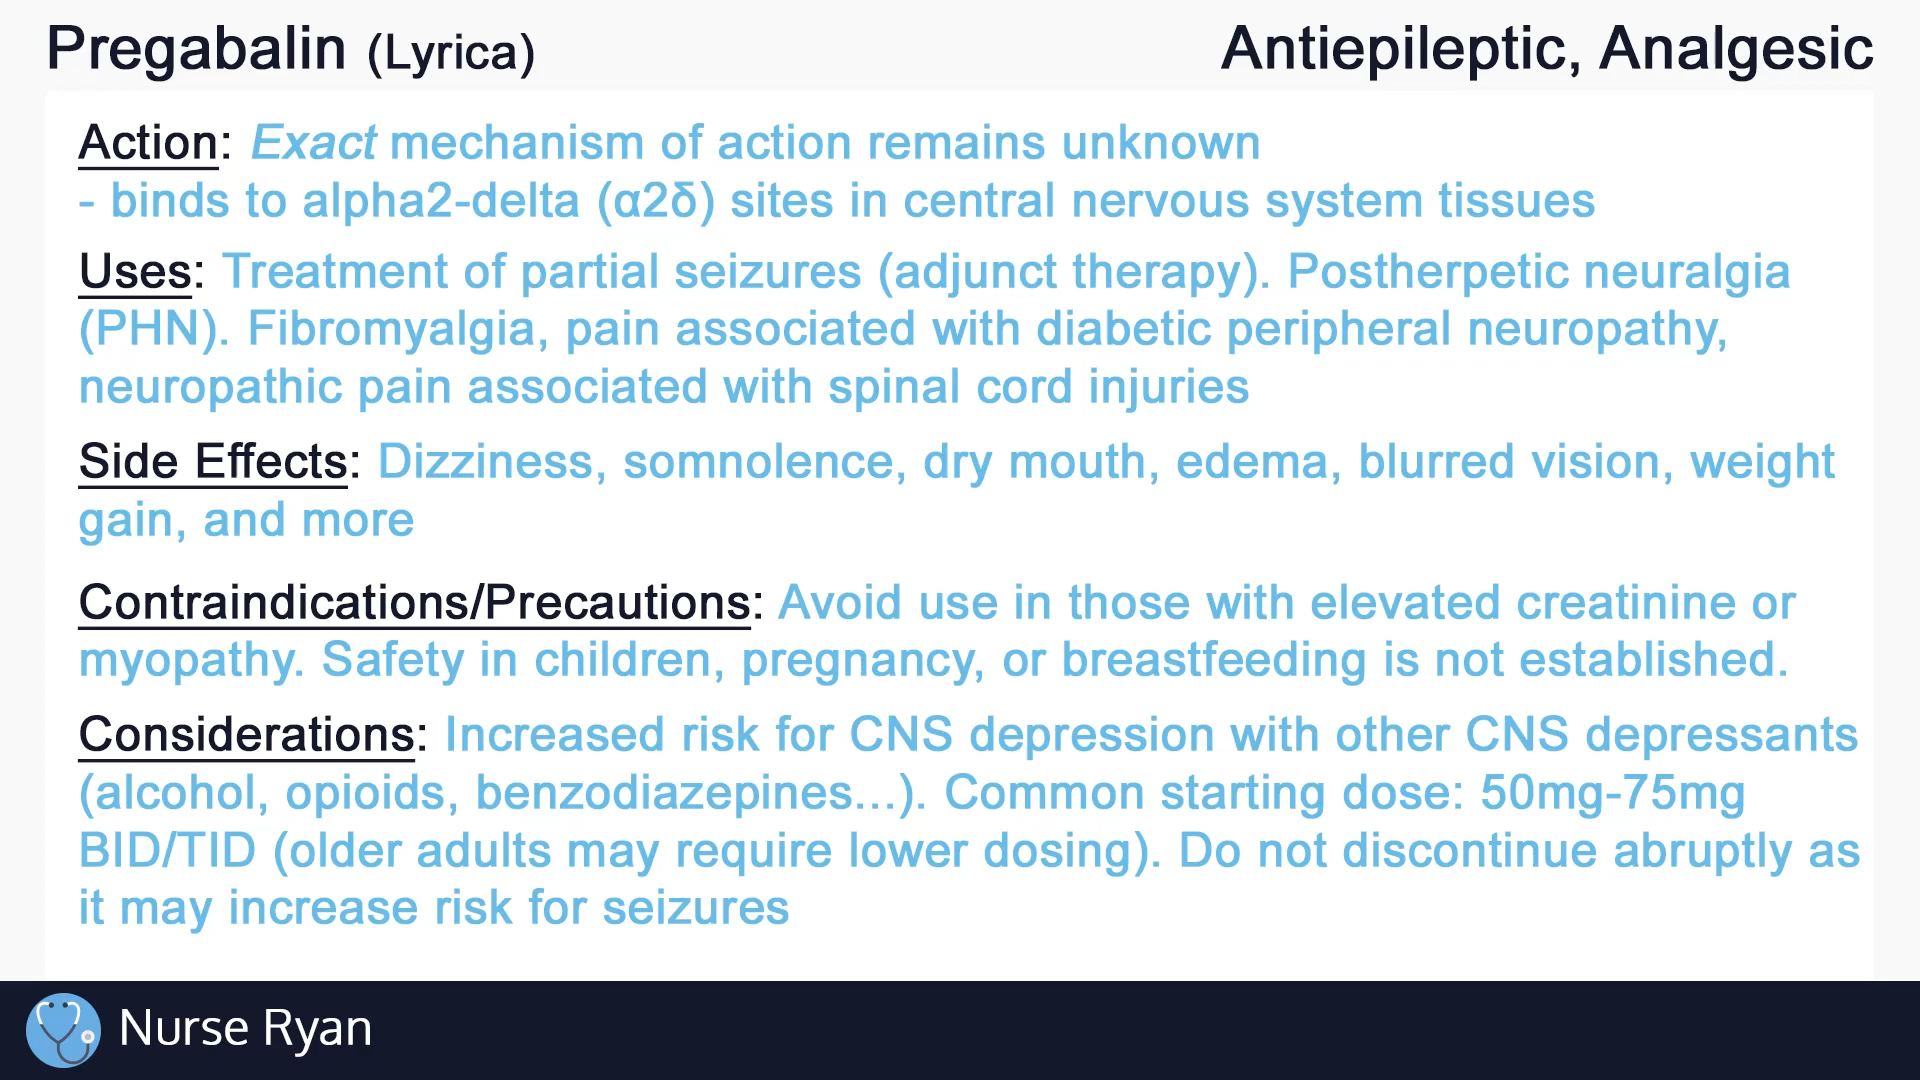 Pregabalin (Lyrica)
Antiepileptic, Analgesic
Action: Exact mechanism of action remains unknown
- binds to alpha2-delta (α2δ) sites in central nervous system tissues
Uses: Treatment of partial seizures (adjunct therapy). Postherpetic neuralgia
(PHN). Fibromyalgia, pain associated with diabetic peripheral neuropathy,
neuropathic pain associated with spinal cord injuries
Side Effects: Dizziness, somnolence, dry mouth, edema, blurred vision, weight
gain, and more
Contraindications/Precautions: Avoid use in those with elevated creatinine or
myopathy. Safety in children, pregnancy, or breastfeeding is not established.
Considerations: Increased risk for CNS depression with other CNS depressants
(alcohol, opioids, benzodiazepines...). Common starting dose: 50mg-75mg
BID/TID (older adults may require lower dosing). Do not discontinue abruptly as
it may increase risk for seizures
Nurse Ryan